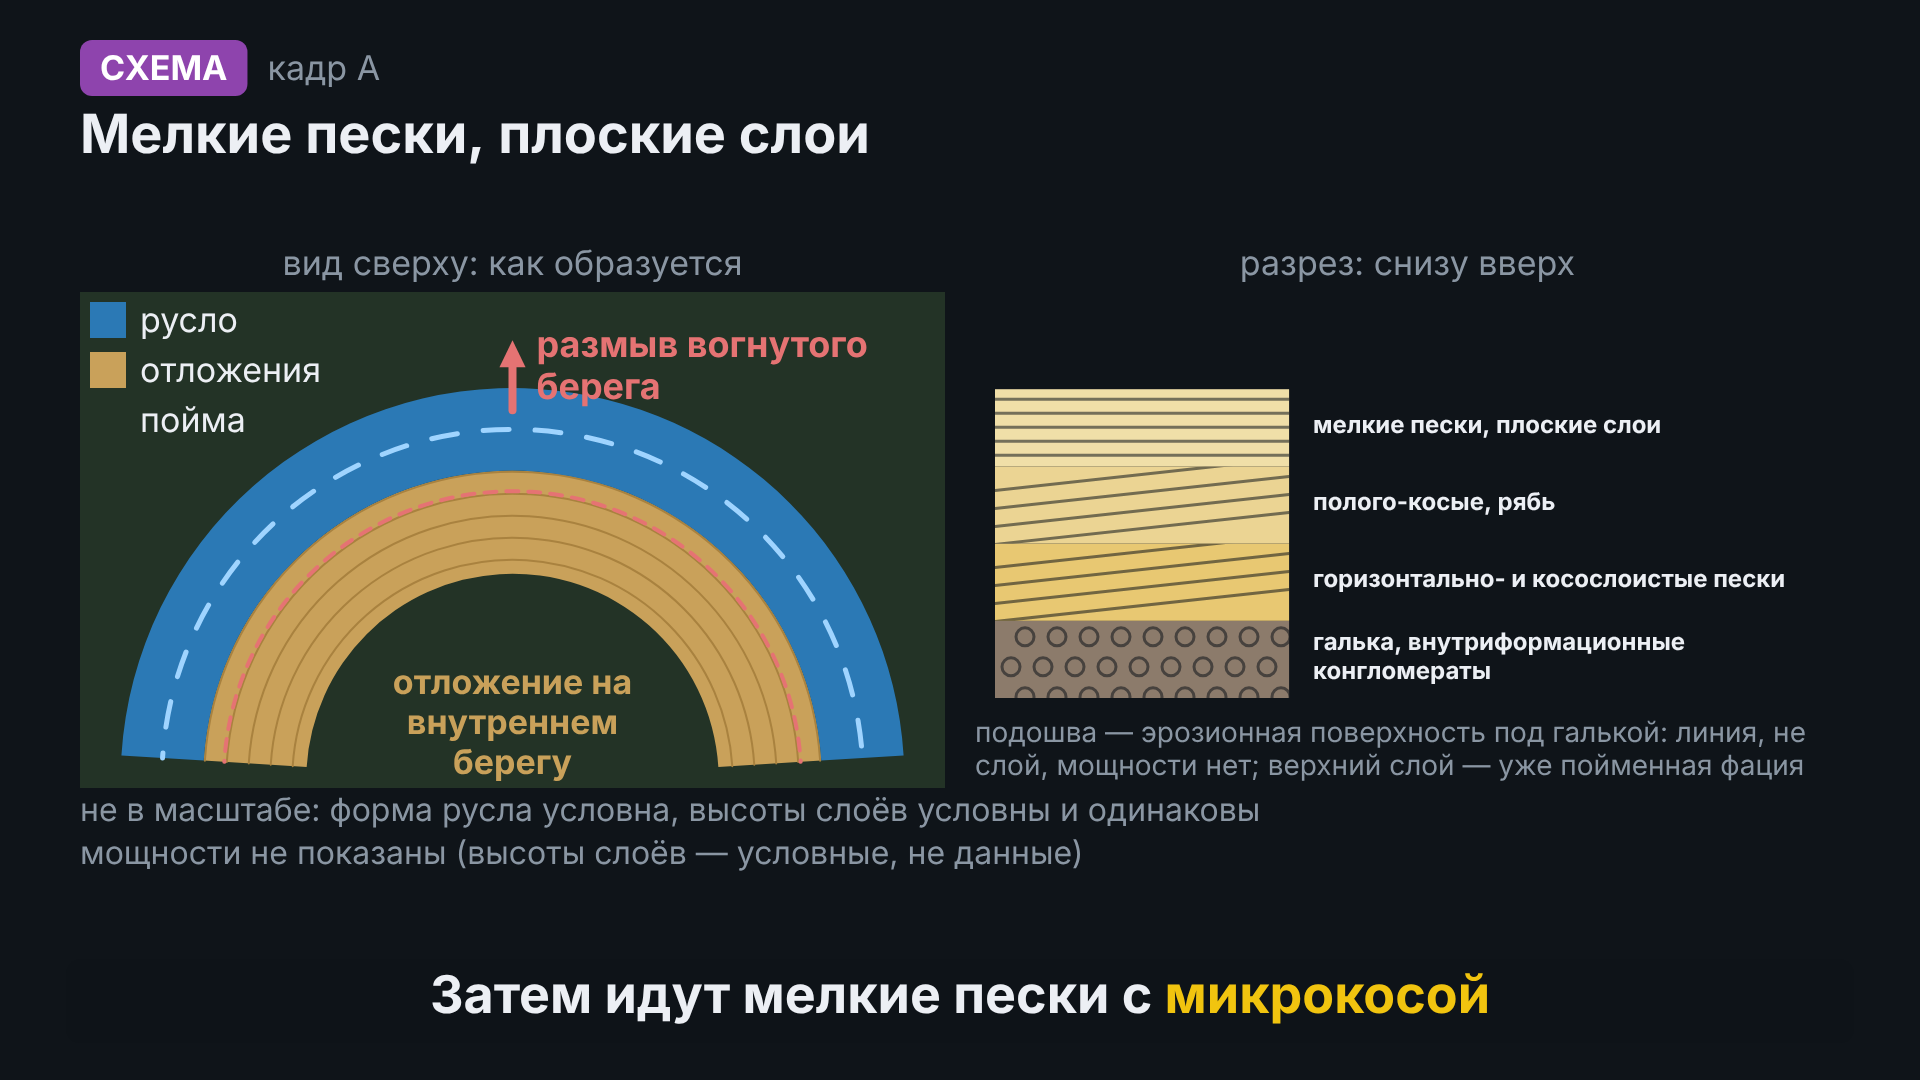 СХЕМА кадр А
Мелкие пески, плоские слои
вид сверху: как образуется
русло
отложения
пойма
размыв вогнутого
берега
отложение на
внутреннем
берегу
разрез: снизу вверх
мелкие пески, плоские слои
полого-косые, рябь
горизонтально- и косослоистые пески
галька, внутриформационные
конгломераты
подошва — эрозионная поверхность под галькой: линия, не
слой, мощности нет; верхний слой — уже пойменная фация
не в масштабе: форма русла условна, высоты слоёв условны и одинаковы
мощности не показаны (высоты слоёв — условные, не данные)
Затем идут мелкие пески с микрокосой